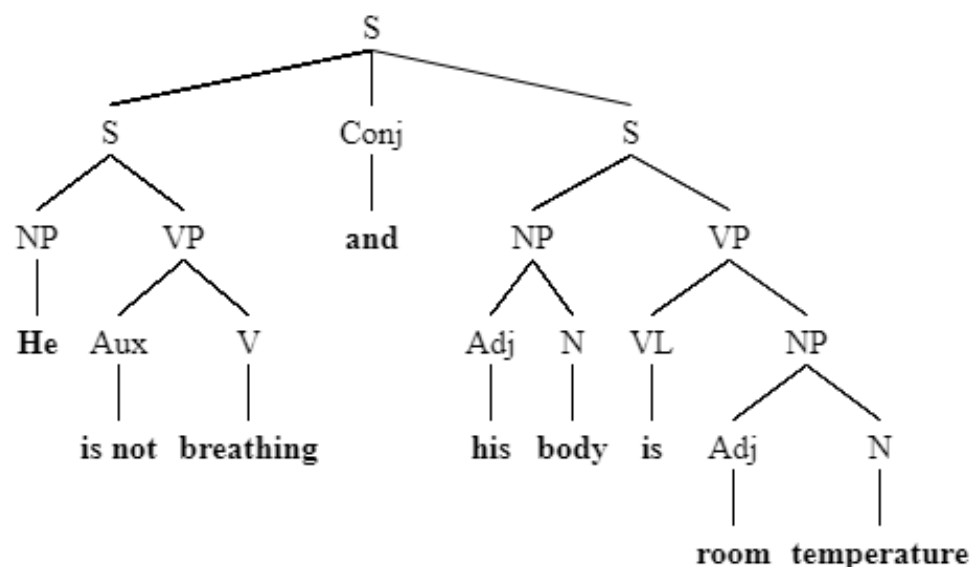 S
S Conj S
NP VP and NP VP
He Aux V Adj N VL NP
is not breathing his body is Adj N
room temperature